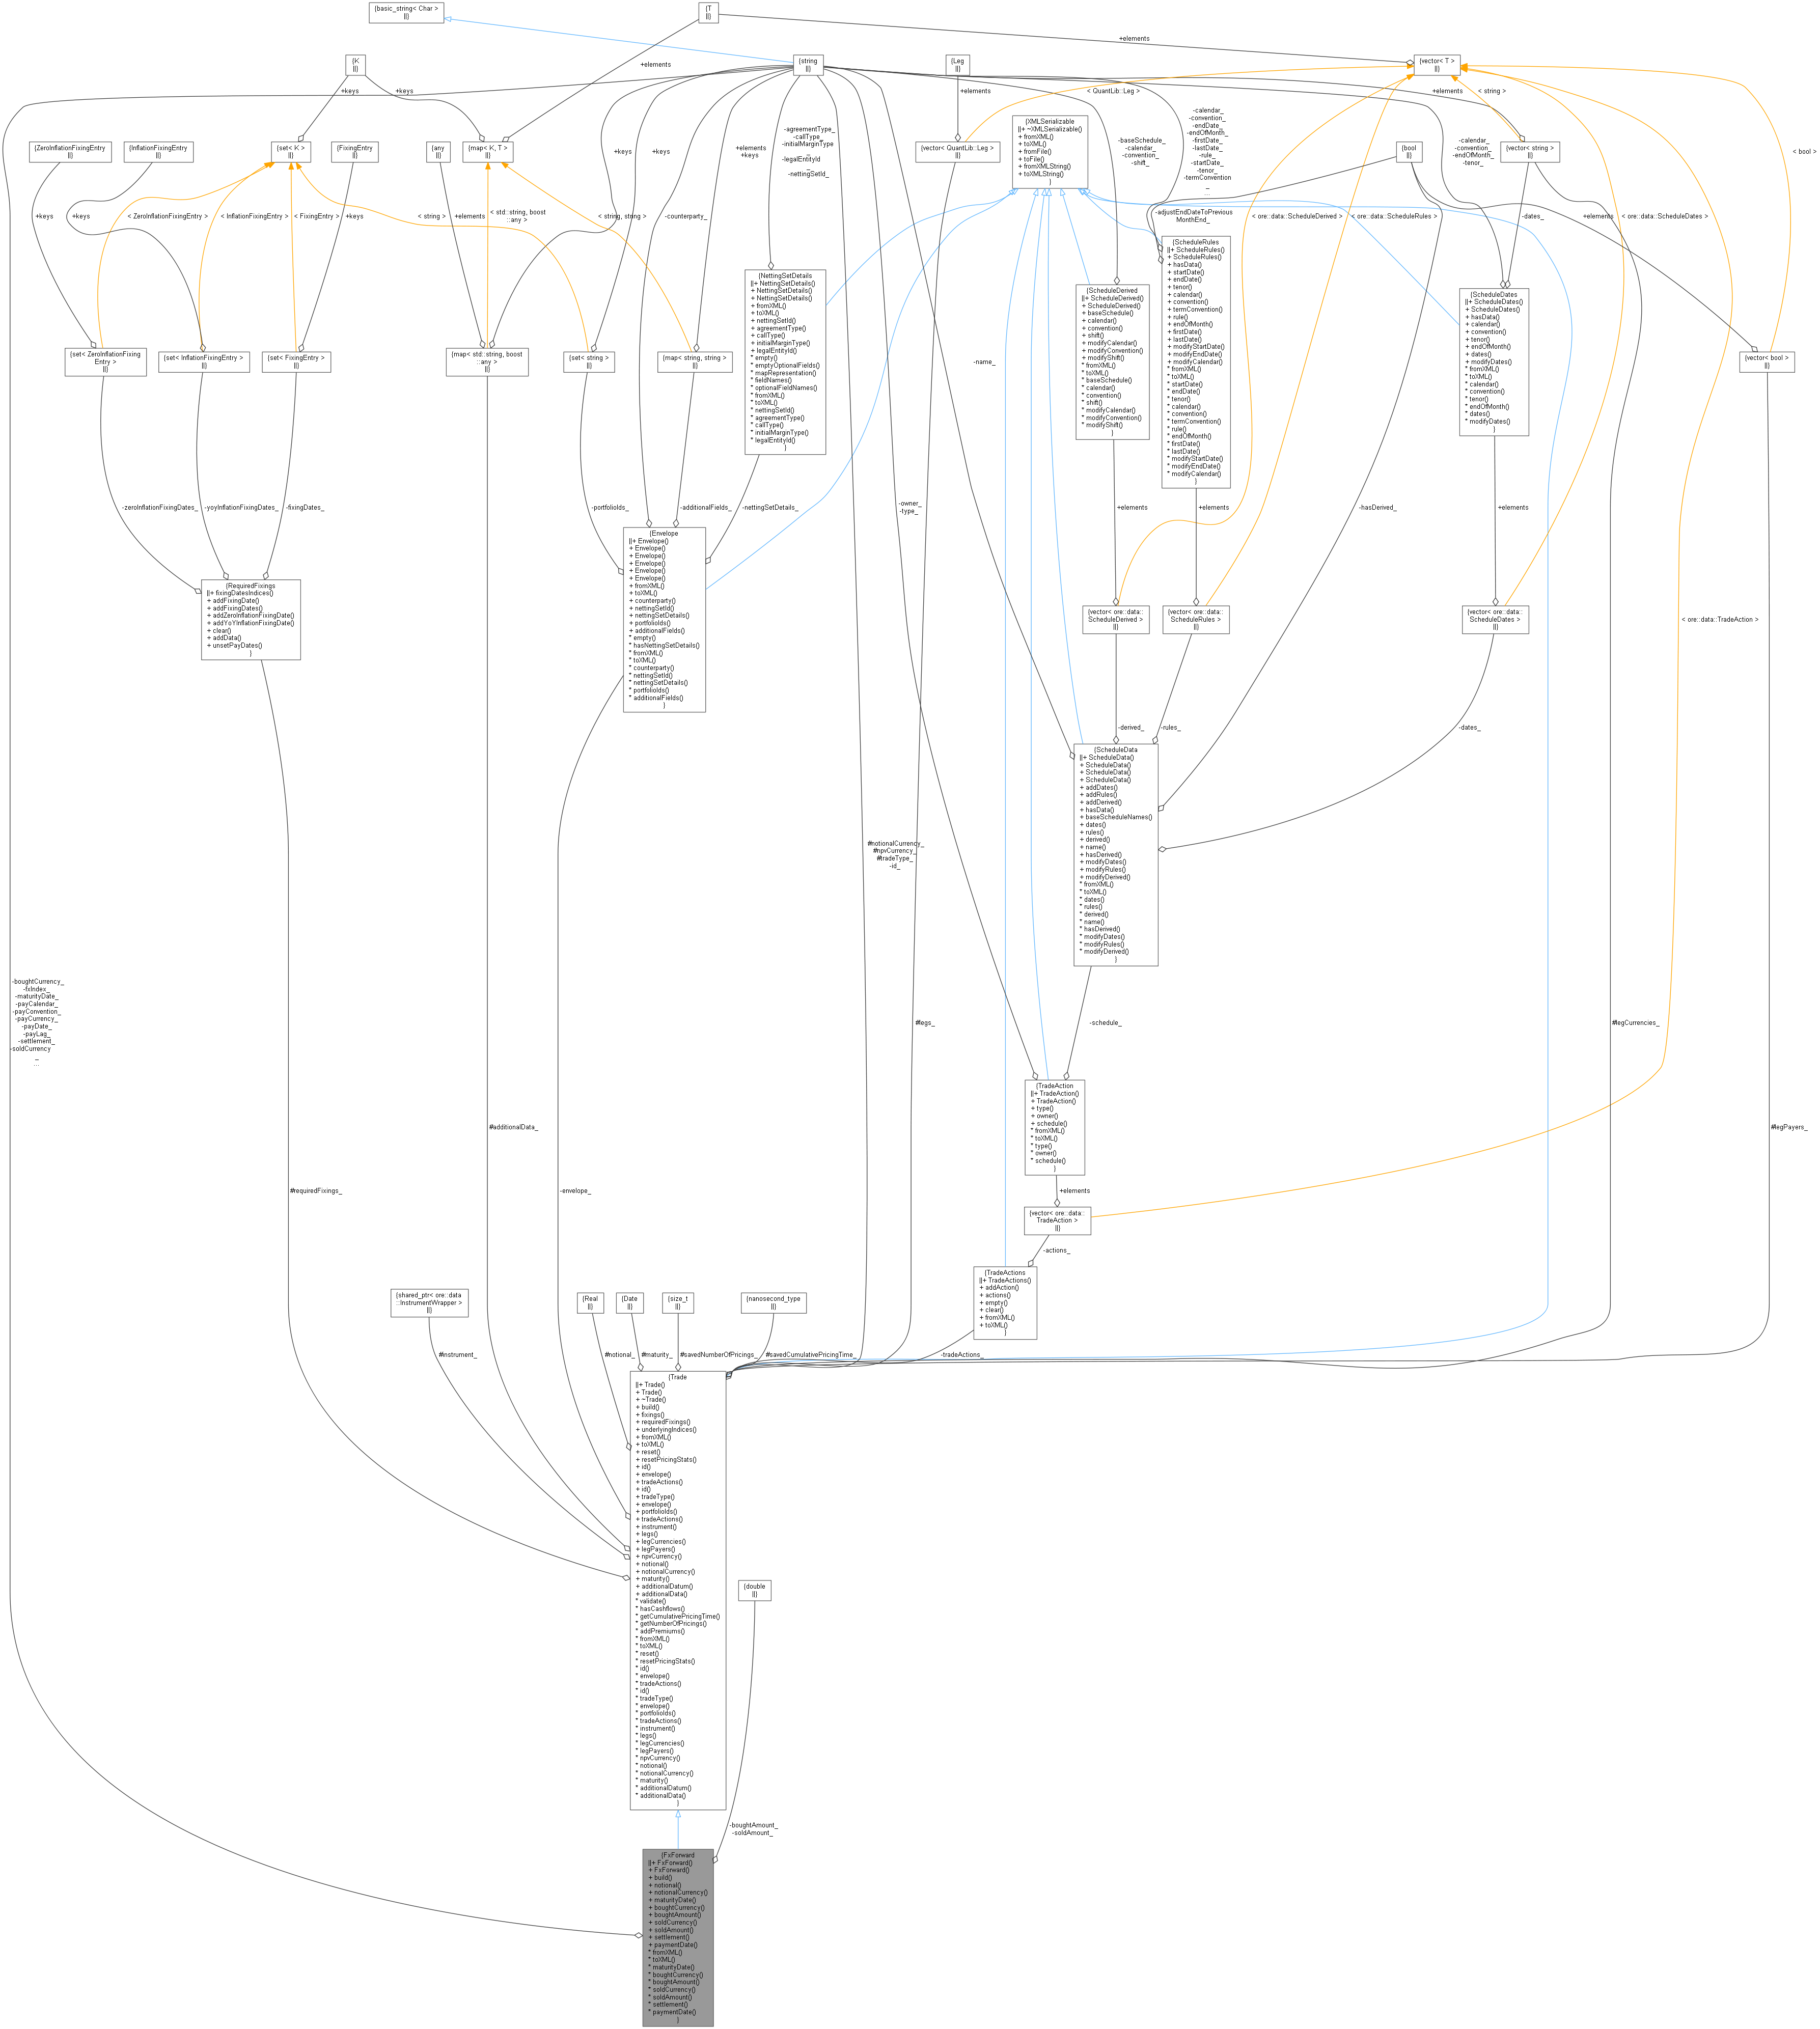 {basic_string< Char >
||}
{T
||}
+elements
{K
||}
{string
||}
{Leg
||}
{vector< T >
||}
+elements
+keys
+keys
+elements
< QuantLib::Leg >
+elements
< string >
-agreementType_
-callType_
-initialMarginType
_
-legalEntityId
_
-nettingSetId_
{XMLSerializable
||+ ~XMLSerializable()
+ fromXML()
+ toXML()
+ fromFile()
+ toFile()
+ fromXMLString()
+ toXMLString()
}
-baseSchedule_
-calendar_
-convention_
-shift_
-calendar_
-convention_
-endDate_
-endOfMonth_
-firstDate_
-lastDate_
-rule_
-startDate_
-tenor_
-termConvention
_
...
-calendar_
-convention_
-endOfMonth_
-tenor_
{ZeroInflationFixingEntry
||}
{InflationFixingEntry
||}
{set< K >
||}
{FixingEntry
||}
{any
||}
{map< K, T >
||}
+keys
+keys
+elements
+keys
{vector< QuantLib::Leg >
||}
{bool
||}
{vector< string >
||}
< bool >
+keys
+keys
< ZeroInflationFixingEntry >
< InflationFixingEntry >
< FixingEntry >
+keys
< string >
+elements
< std::string, boost
::any >
< string, string >
-counterparty_
-adjustEndDateToPrevious
MonthEnd_
< ore::data::ScheduleDerived >
< ore::data::ScheduleRules >
-dates_
+elements
< ore::data::ScheduleDates >
{NettingSetDetails
||+ NettingSetDetails()
+ NettingSetDetails()
+ NettingSetDetails()
+ fromXML()
+ toXML()
+ nettingSetId()
+ agreementType()
+ callType()
+ initialMarginType()
+ legalEntityId()
* empty()
* emptyOptionalFields()
* mapRepresentation()
* fieldNames()
* optionalFieldNames()
* fromXML()
* toXML()
* nettingSetId()
* agreementType()
* callType()
* initialMarginType()
* legalEntityId()
}
{ScheduleDerived
||+ ScheduleDerived()
+ ScheduleDerived()
+ baseSchedule()
+ calendar()
+ convention()
+ shift()
+ modifyCalendar()
+ modifyConvention()
+ modifyShift()
* fromXML()
* toXML()
* baseSchedule()
* calendar()
* convention()
* shift()
* modifyCalendar()
* modifyConvention()
* modifyShift()
}
{ScheduleRules
||+ ScheduleRules()
+ ScheduleRules()
+ hasData()
+ startDate()
+ endDate()
+ tenor()
+ calendar()
+ convention()
+ termConvention()
+ rule()
+ endOfMonth()
+ firstDate()
+ lastDate()
+ modifyStartDate()
+ modifyEndDate()
+ modifyCalendar()
* fromXML()
* toXML()
* startDate()
* endDate()
* tenor()
* calendar()
* convention()
* termConvention()
* rule()
* endOfMonth()
* firstDate()
* lastDate()
* modifyStartDate()
* modifyEndDate()
* modifyCalendar()
}
{ScheduleDates
||+ ScheduleDates()
+ ScheduleDates()
+ hasData()
+ calendar()
+ convention()
+ tenor()
+ endOfMonth()
+ dates()
+ modifyDates()
* fromXML()
* toXML()
* calendar()
* convention()
* tenor()
* endOfMonth()
* dates()
* modifyDates()
}
{set< ZeroInflationFixing
Entry >
||}
{set< InflationFixingEntry >
||}
{set< FixingEntry >
||}
{map< std::string, boost
::any >
||}
{set< string >
||}
{map< string, string >
||}
-name_
{vector< bool >
||}
-zeroInflationFixingDates_
-yoyInflationFixingDates_
-fixingDates_
-portfolioIds_
-additionalFields_
-nettingSetDetails_
-owner_
-type_
+elements
+elements
-hasDerived_
+elements
{RequiredFixings
||+ fixingDatesIndices()
+ addFixingDate()
+ addFixingDates()
+ addZeroInflationFixingDate()
+ addYoYInflationFixingDate()
+ clear()
+ addData()
+ unsetPayDates()
}
{Envelope
||+ Envelope()
+ Envelope()
+ Envelope()
+ Envelope()
+ Envelope()
+ Envelope()
+ fromXML()
+ toXML()
+ counterparty()
+ nettingSetId()
+ nettingSetDetails()
+ portfolioIds()
+ additionalFields()
* empty()
* hasNettingSetDetails()
* fromXML()
* toXML()
* counterparty()
* nettingSetId()
* nettingSetDetails()
* portfolioIds()
* additionalFields()
}
{vector< ore::data::
ScheduleDerived >
||}
{vector< ore::data::
ScheduleRules >
||}
{vector< ore::data::
ScheduleDates >
||}
< ore::data::TradeAction >
-derived_
-rules_
-dates_
{ScheduleData
||+ ScheduleData()
+ ScheduleData()
+ ScheduleData()
+ ScheduleData()
+ addDates()
+ addRules()
+ addDerived()
+ hasData()
+ baseScheduleNames()
+ dates()
+ rules()
+ derived()
+ name()
+ hasDerived()
+ modifyDates()
+ modifyRules()
+ modifyDerived()
* fromXML()
* toXML()
* dates()
* rules()
* derived()
* name()
* hasDerived()
* modifyDates()
* modifyRules()
* modifyDerived()
}
#notionalCurrency_
#npvCurrency_
#tradeType_
-id_
-boughtCurrency_
-fxIndex_
-maturityDate_
-payCalendar_
-payConvention_
-payCurrency_
-payDate_
-payLag_
-settlement_
-soldCurrency
_
...
#legs_
-schedule_
#legCurrencies_
{TradeAction
||+ TradeAction()
+ TradeAction()
+ type()
+ owner()
+ schedule()
* fromXML()
* toXML()
* type()
* owner()
* schedule()
}
#additionalData_
#legPayers_
#requiredFixings_
-envelope_
+elements
{vector< ore::data::
TradeAction >
||}
-actions_
{TradeActions
||+ TradeActions()
+ addAction()
+ actions()
+ empty()
+ clear()
+ fromXML()
+ toXML()
}
{shared_ptr< ore::data
::InstrumentWrapper >
||}
{Real
||}
{Date
||}
{size_t
||}
{nanosecond_type
||}
#instrument_
#notional_
#maturity_
#savedNumberOfPricings_
#savedCumulativePricingTime_
-tradeActions_
{Trade
||+ Trade()
+ Trade()
+ ~Trade()
+ build()
+ fixings()
+ requiredFixings()
+ underlyingIndices()
+ fromXML()
+ toXML()
+ reset()
+ resetPricingStats()
+ id()
+ envelope()
+ tradeActions()
+ id()
+ tradeType()
+ envelope()
+ portfolioIds()
+ tradeActions()
+ instrument()
+ legs()
+ legCurrencies()
+ legPayers()
+ npvCurrency()
+ notional()
+ notionalCurrency()
+ maturity()
+ additionalDatum()
+ additionalData()
* validate()
* hasCashflows()
* getCumulativePricingTime()
* getNumberOfPricings()
* addPremiums()
* fromXML()
* toXML()
* reset()
* resetPricingStats()
* id()
* envelope()
* tradeActions()
* id()
* tradeType()
* envelope()
* portfolioIds()
* tradeActions()
* instrument()
* legs()
* legCurrencies()
* legPayers()
* npvCurrency()
* notional()
* notionalCurrency()
* maturity()
* additionalDatum()
* additionalData()
}
{double
||}
-boughtAmount_
-soldAmount_
{FxForward
||+ FxForward()
+ FxForward()
+ build()
+ notional()
+ notionalCurrency()
+ maturityDate()
+ boughtCurrency()
+ boughtAmount()
+ soldCurrency()
+ soldAmount()
+ settlement()
+ paymentDate()
* fromXML()
* toXML()
* maturityDate()
* boughtCurrency()
* boughtAmount()
* soldCurrency()
* soldAmount()
* settlement()
* paymentDate()
}